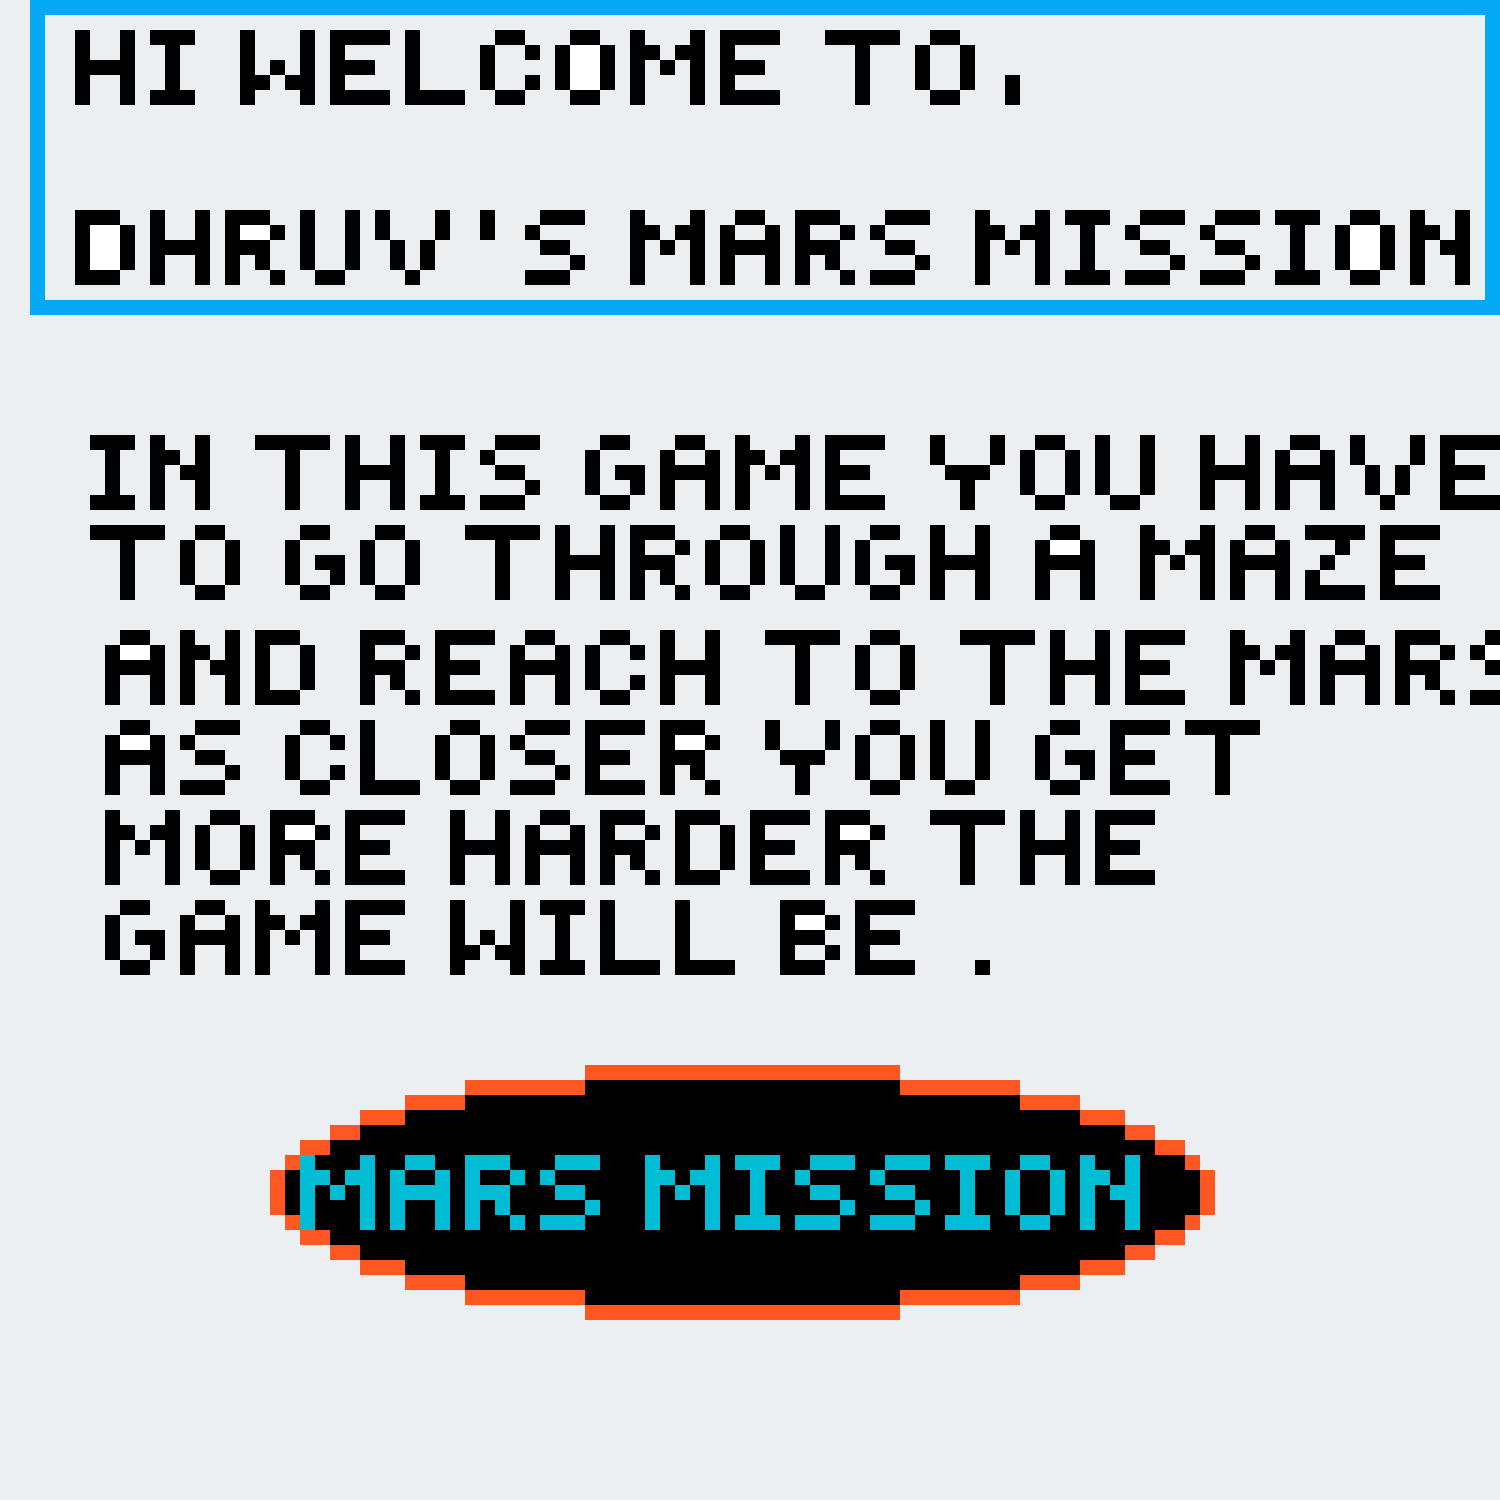 HI WELCOME TO,
DHRUV'S MARS MISSION
IN THIS GAME YOU HAVE
TO GO THROUGH A MAZE
AND REACH TO THE MARS
AS CLOSER YOU GET
MORE HARDER THE
GAME WILL BE .
MARS MISSION